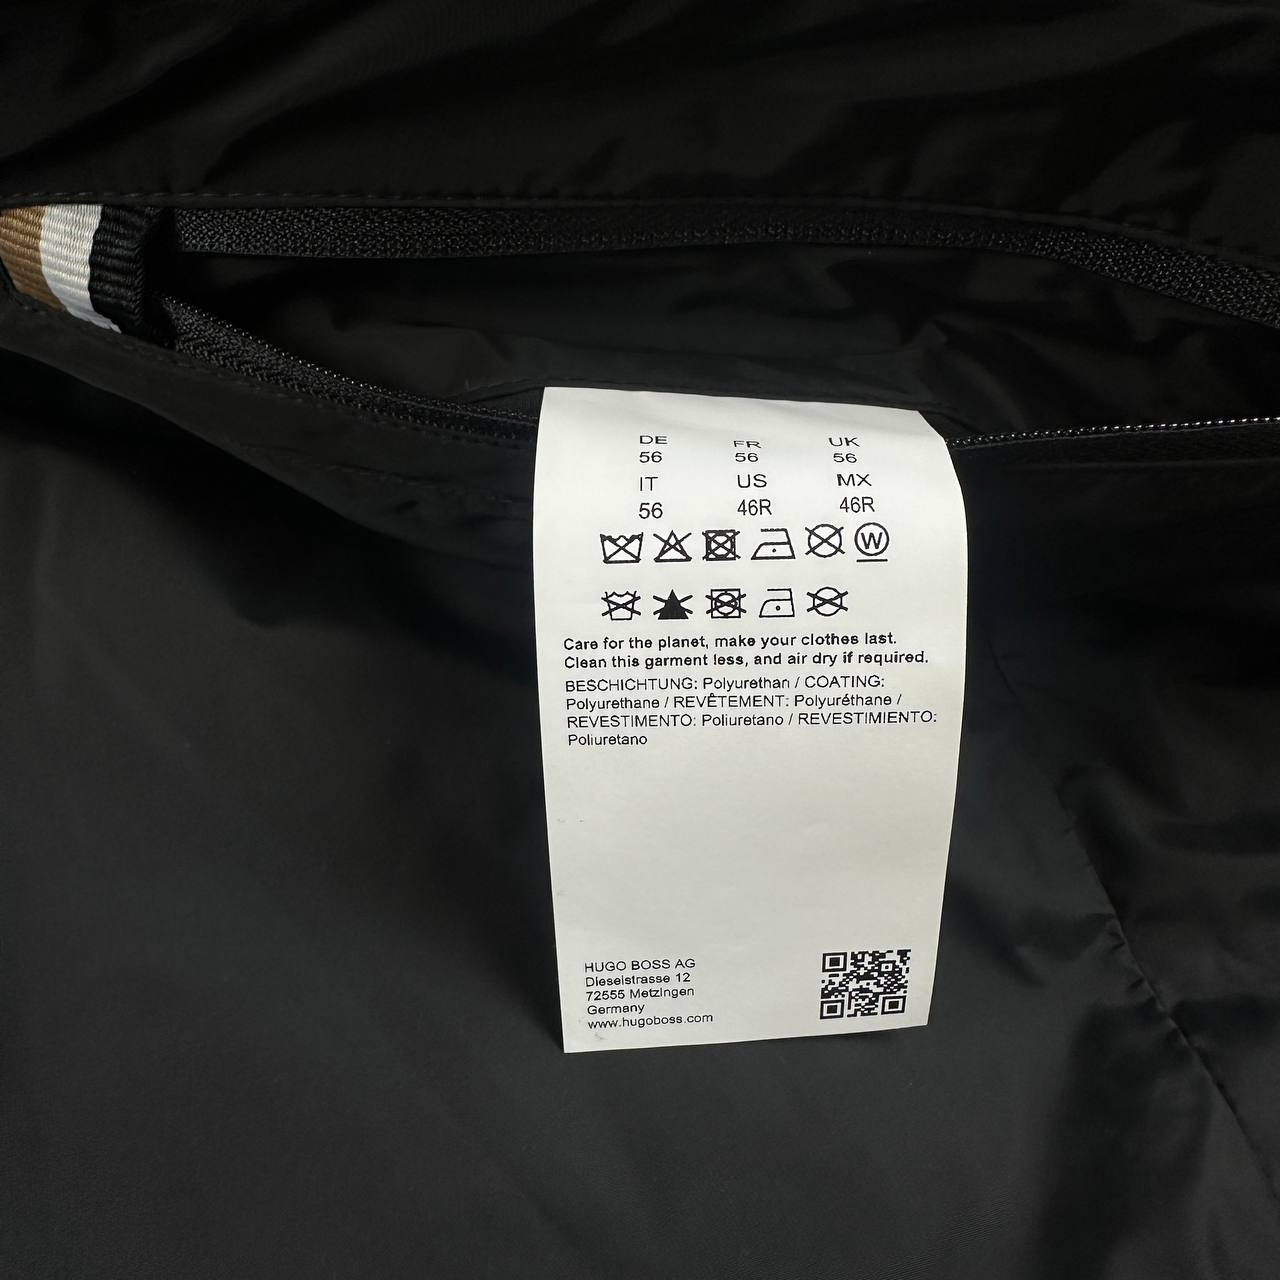 DE FR UK
56 56 56
IT US MX
56 46R 46R
W
Care for the planet, make your clothes last.
Clean this garment less, and air dry if required.
BESCHICHTUNG: Polyurethan / COATING:
Polyurethane / REVÊTEMENT: Polyuréthane /
REVESTIMENTO: Poliuretano / REVESTIMIENTO:
Poliuretano
HUGO BOSS AG
Dieselstrasse 12
72555 Metzingen
Germany
www.hugoboss.com